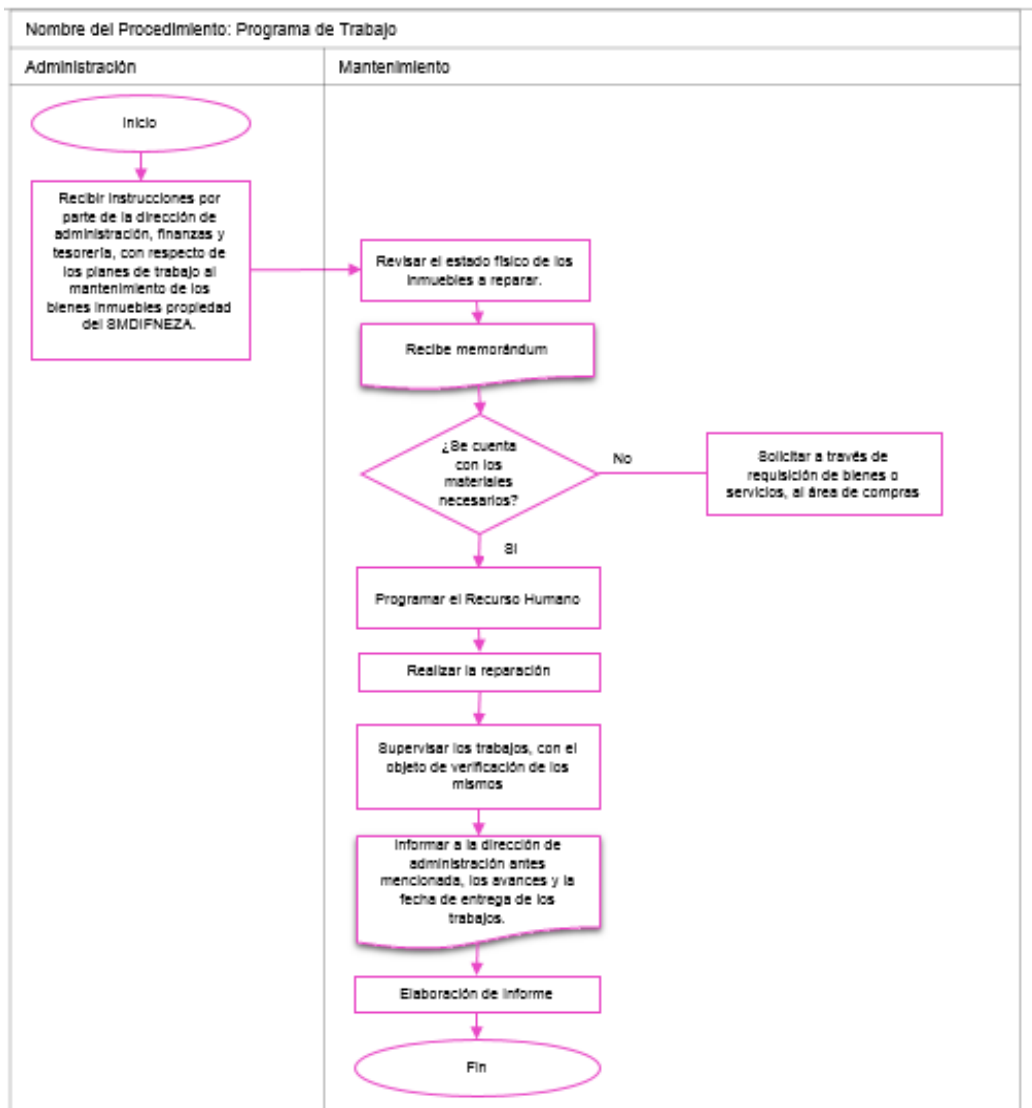 Nombre del Procedimiento: Programa de Trabajo
Administración
Mantenimiento
Inicio
Recibir instrucciones por
parte de la dirección de
administración, finanzas y
tesorería, con respecto de
los planes de trabajo al
mantenimiento de los
bienes inmuebles propiedad
del SMDIFNEZA.
Revisar el estado físico de los
inmuebles a reparar.
Recibe memorándum
¿Se cuenta
con los
materiales
necesarios?
No
Solicitar a través de
requisición de bienes o
servicios, al área de compras
Si
Programar el Recurso Humano
Realizar la reparación
Supervisar los trabajos, con el
objeto de verificación de los
mismos
Informar a la dirección de
administración antes
mencionada, los avances y la
fecha de entrega de los
trabajos.
Elaboración de Informe
Fin